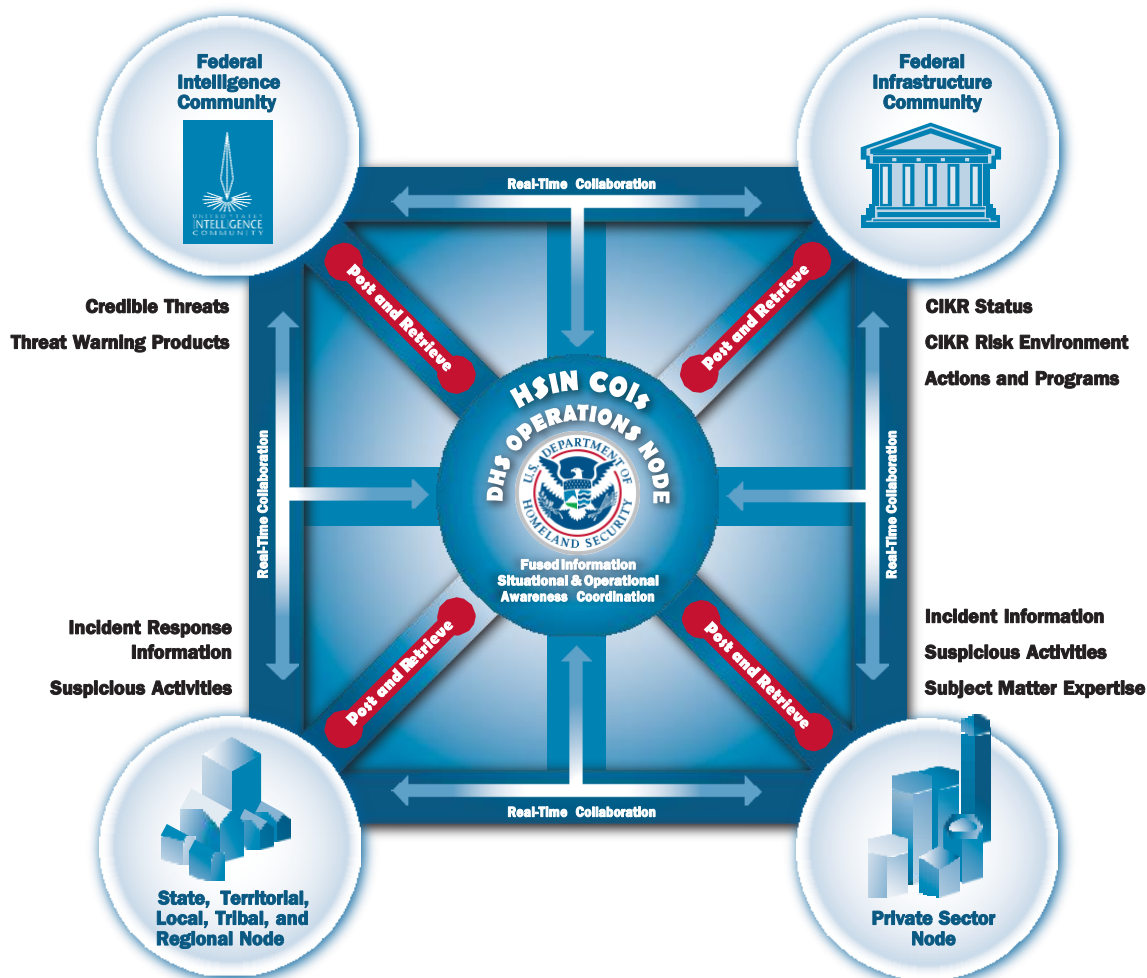 Federal
Intelligence
Community
UNITED STATES
INTELLIGENCE
COMMUNITY
Federal
Infrastructure
Community
Real-Time Collaboration
Post and Retrieve
Post and Retrieve
Credible Threats
Threat Warning Products
CIKR Status
CIKR Risk Environment
Actions and Programs
HSIN COIs
DHS OPERATIONS NODE
U.S. DEPARTMENT OF
HOMELAND SECURITY
Fused Information
Situational & Operational
Awareness Coordination
Real-Time Collaboration
Real-Time Collaboration
Incident Response
Information
Suspicious Activities
Incident Information
Suspicious Activities
Subject Matter Expertise
Post and Retrieve
Post and Retrieve
Real-Time Collaboration
State, Territorial,
Local, Tribal, and
Regional Node
Private Sector
Node